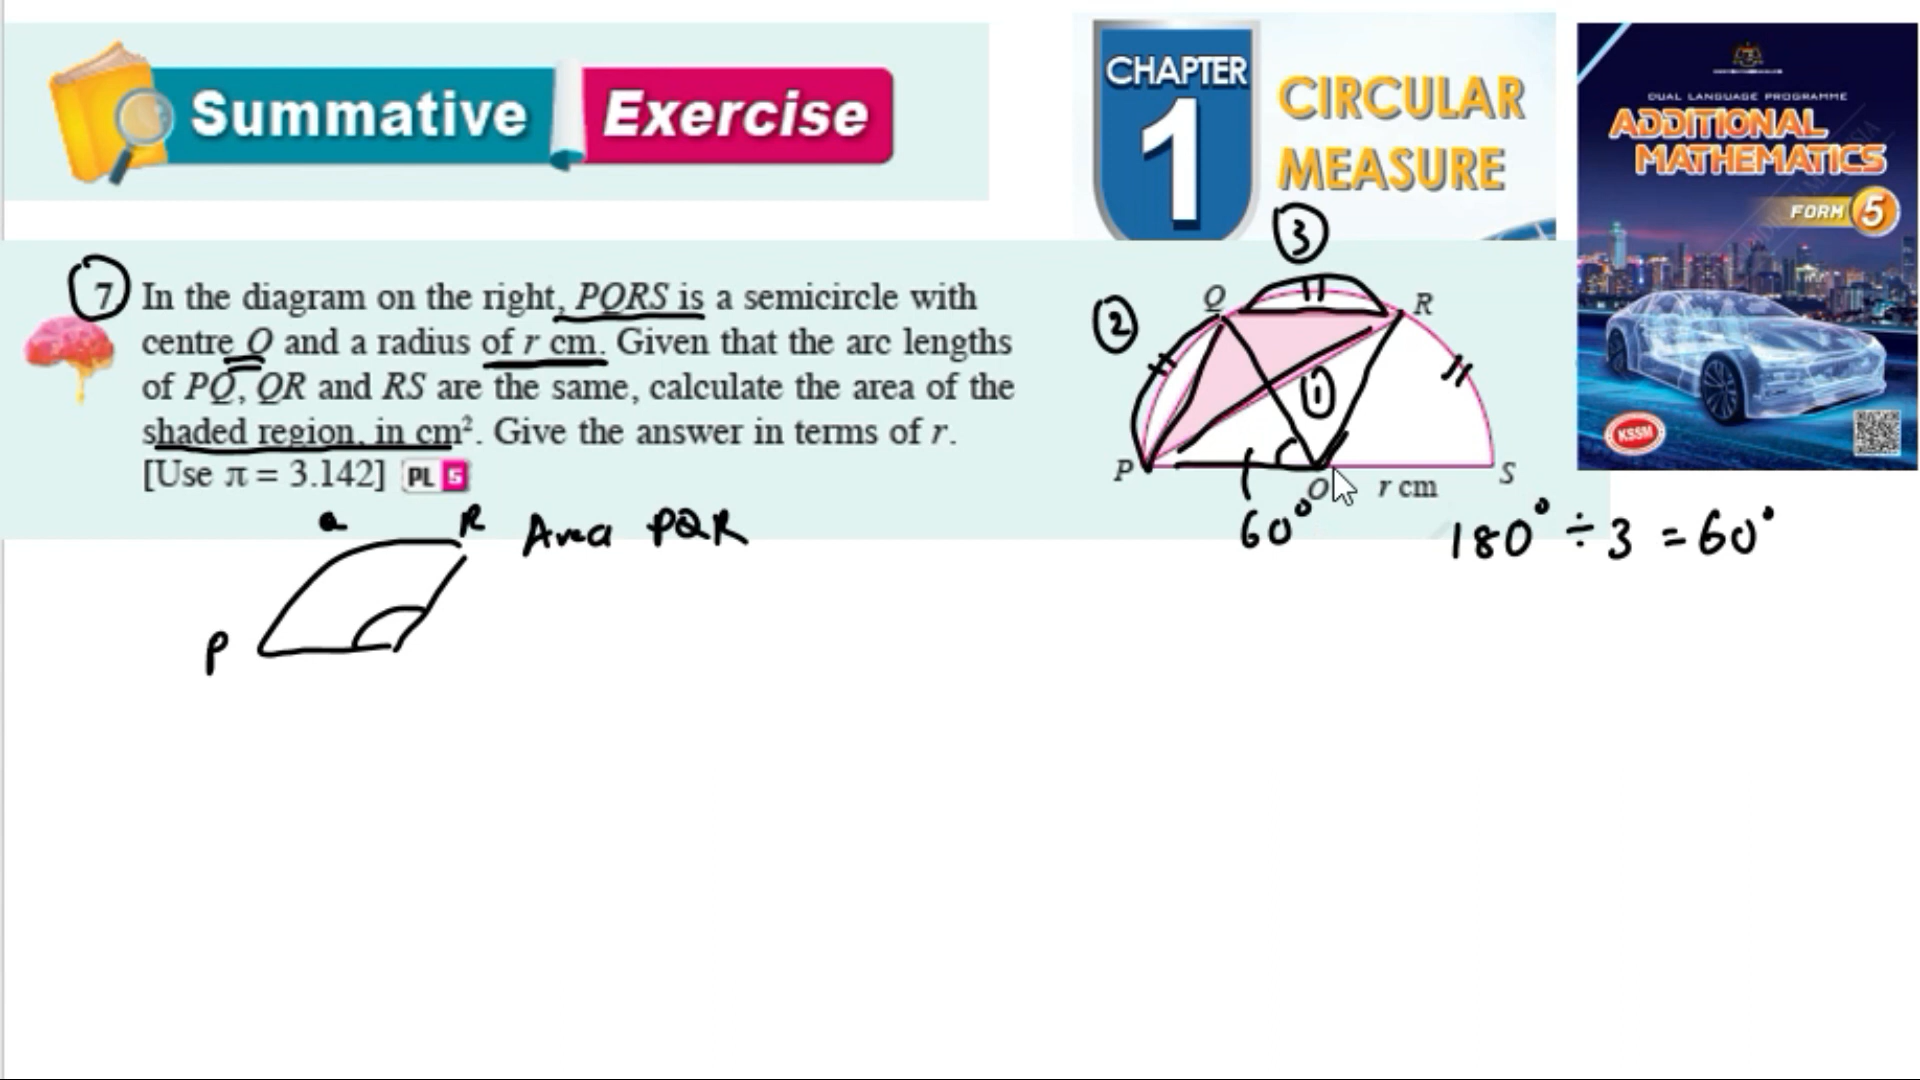 Summative Exercise
CHAPTER 1
CIRCULAR MEASURE
DUAL LANGUAGE PROGRAMME
ADDITIONAL
MATHEMATICS
FORM 5
KSSM
7 In the diagram on the right, PQRS is a semicircle with
centre O and a radius of r cm. Given that the arc lengths
of PQ, QR and RS are the same, calculate the area of the
shaded region, in cm². Give the answer in terms of r.
[Use π = 3.142] PL 5
3
2
Q
R
1
P
O
r cm
S
60°
180° ÷ 3 = 60°
Q R Area PQR
P